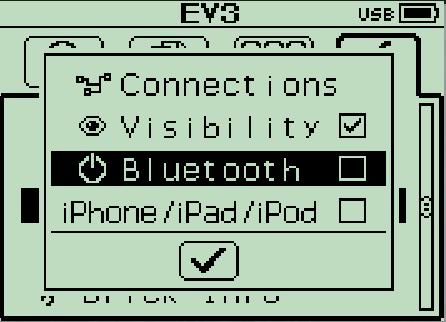 EV3
USB
Connections
Visibility
Bluetooth
iPhone/iPad/iPod